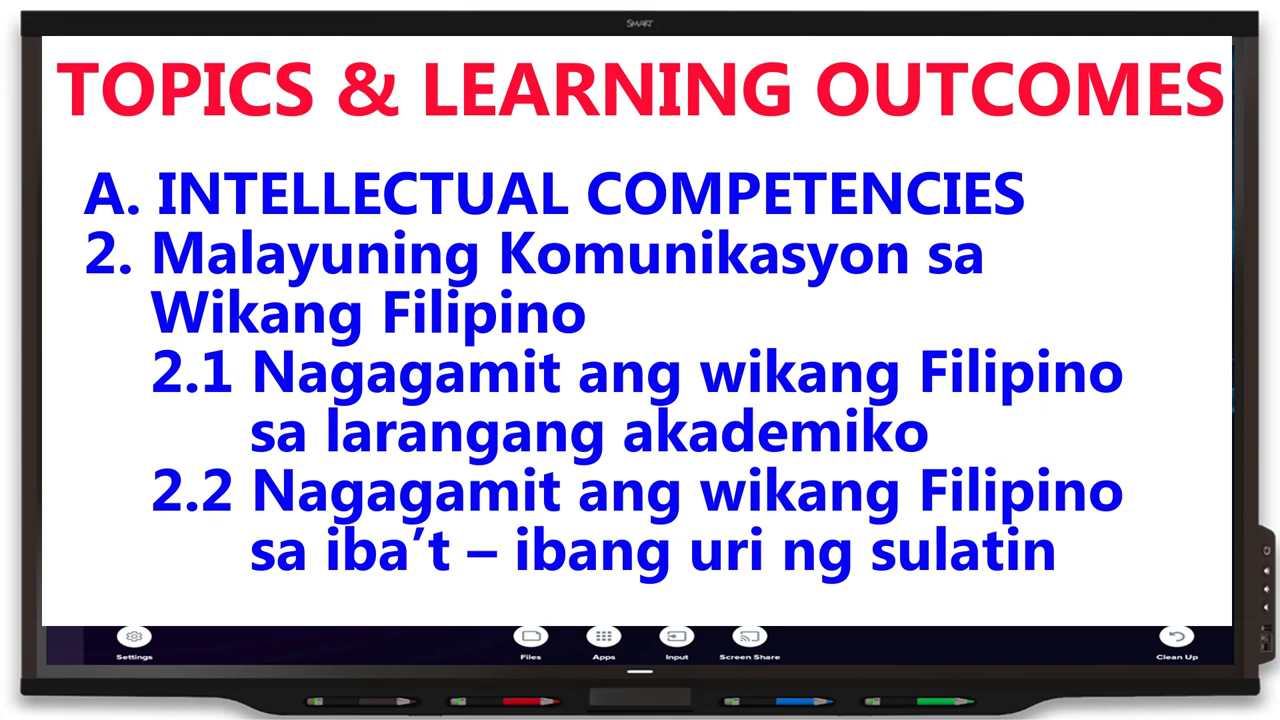 SMART
TOPICS & LEARNING OUTCOMES
A. INTELLECTUAL COMPETENCIES
2. Malayuning Komunikasyon sa
Wikang Filipino
2.1 Nagagamit ang wikang Filipino
sa larangang akademiko
2.2 Nagagamit ang wikang Filipino
sa iba’t – ibang uri ng sulatin
Settings
Files
Apps
Input
Screen Share
Clean Up